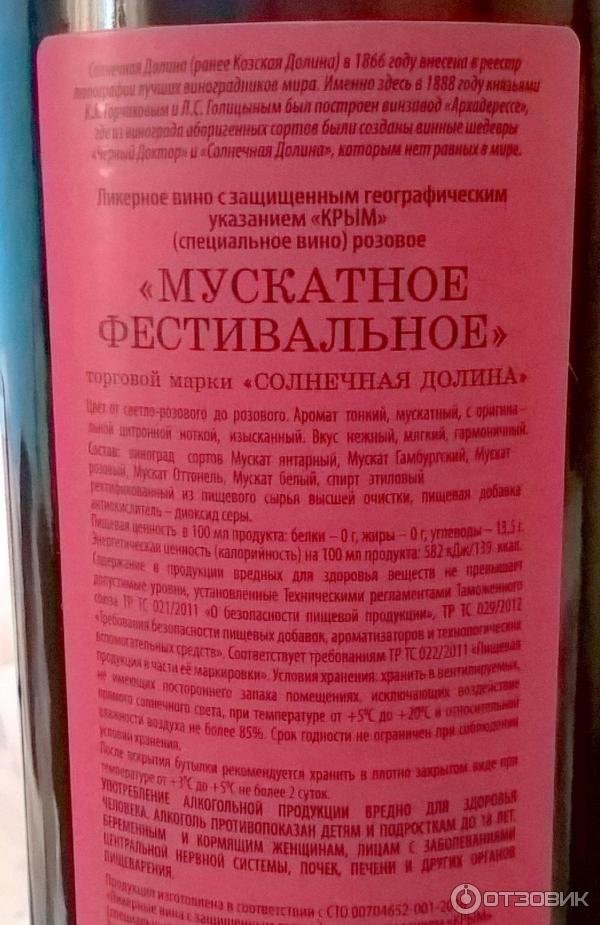 Солнечная Долина (ранее Козская Долина) в 1866 году внесена в реестр
типографии лучших виноградников мира. Именно здесь в 1888 году князьями
К.А. Горчаковым и Л.С. Голицыным был построен винзавод «Архадерессе»,
где из винограда аборигенных сортов были созданы винные шедевры
«Черный Доктор» и «Солнечная Долина», которым нет равных в мире.
Ликерное вино с защищенным географическим
указанием «КРЫМ»
(специальное вино) розовое
«МУСКАТНОЕ
ФЕСТИВАЛЬНОЕ»
торговой марки «СОЛНЕЧНАЯ ДОЛИНА»
Цвет от светло-розового до розового. Аромат тонкий, мускатный, с оригина-
льной цитронной ноткой, изысканный. Вкус нежный, мягкий, гармоничный.
Состав: виноград сортов Мускат янтарный, Мускат Гамбургский, Мускат
розовый, Мускат Оттонель, Мускат белый, спирт этиловый
ректификованный из пищевого сырья высшей очистки, пищевая добавка
антиокислитель – диоксид серы.
Пищевая ценность в 100 мл продукта: белки – 0 г, жиры – 0 г, углеводы – 13,5 г.
Энергетическая ценность (калорийность) на 100 мл продукта: 582 кДж/139 ккал.
Содержание в продукции вредных для здоровья веществ не превышает
допустимые уровни, установленные Техническими регламентами Таможенного
союза ТР ТС 021/2011 «О безопасности пищевой продукции», ТР ТС 029/2012
«Требования безопасности пищевых добавок, ароматизаторов и технологических
вспомогательных средств». Соответствует требованиям ТР ТС 022/2011 «Пищевая
продукция в части её маркировки». Условия хранения: хранить в вентилируемых,
не имеющих постороннего запаха помещениях, исключающих воздействие
прямого солнечного света, при температуре от +5°С до +20°С и относительной
влажности воздуха не более 85%. Срок годности не ограничен при соблюдении
условий хранения.
После вскрытия бутылки рекомендуется хранить в плотно закрытом виде при
температуре от +3°С до +5°С не более 2 суток.
УПОТРЕБЛЕНИЕ АЛКОГОЛЬНОЙ ПРОДУКЦИИ ВРЕДНО ДЛЯ ЗДОРОВЬЯ
ЧЕЛОВЕКА. АЛКОГОЛЬ ПРОТИВОПОКАЗАН ДЕТЯМ И ПОДРОСТКАМ ДО 18 ЛЕТ,
БЕРЕМЕННЫМ И КОРМЯЩИМ ЖЕНЩИНАМ, ЛИЦАМ С ЗАБОЛЕВАНИЯМИ
ЦЕНТРАЛЬНОЙ НЕРВНОЙ СИСТЕМЫ, ПОЧЕК, ПЕЧЕНИ И ДРУГИХ ОРГАНОВ
ПИЩЕВАРЕНИЯ.
Продукция изготовлена в соответствии с СТО 00704652-001-20
«Ликерные вина с защищенным географическим указанием «КРЫМ»
ОТЗОВИК